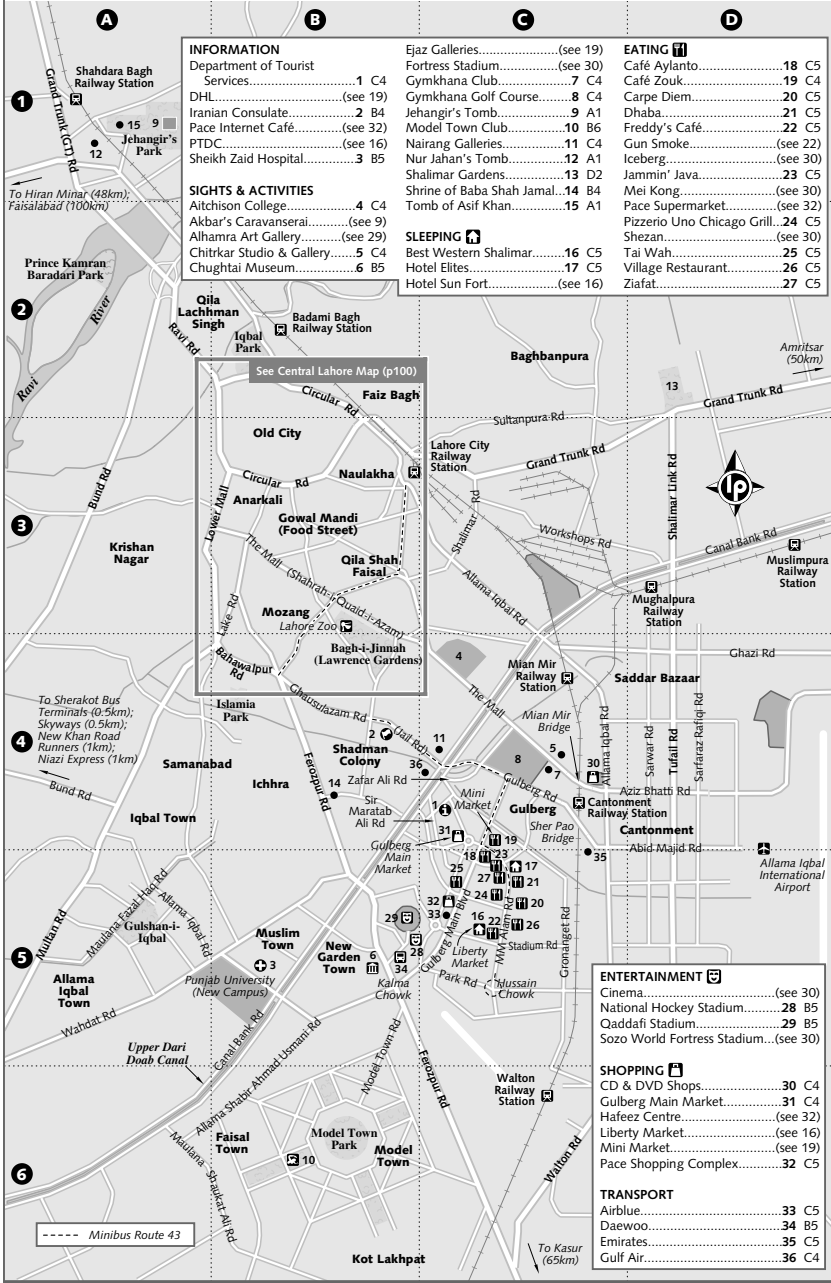 A
B
C
D
1
2
3
4
5
6
INFORMATION
Department of Tourist
Services.....................1 C4
DHL..........................(see 19)
Iranian Consulate..........2 B4
Pace Internet Café......(see 32)
PTDC.........................(see 16)
Sheikh Zaid Hospital.......3 B5
SIGHTS & ACTIVITIES
Aitchison College............4 C4
Akbar's Caravanserai......(see 9)
Alhamra Art Gallery.......(see 29)
Chitrkar Studio & Gallery...5 C4
Chughtai Museum...........6 B5
Ejaz Galleries................(see 19)
Fortress Stadium............(see 30)
Gymkhana Club...............7 C4
Gymkhana Golf Course......8 C4
Jehangir's Tomb..............9 A1
Model Town Club............10 B6
Nairang Galleries............11 C4
Nur Jahan's Tomb............12 A1
Shalimar Gardens............13 D2
Shrine of Baba Shah Jamal..14 B4
Tomb of Asif Khan............15 A1
SLEEPING
Best Western Shalimar......16 C5
Hotel Elites...................17 C5
Hotel Sun Fort...............(see 16)
EATING
Café Aylanto..................18 C5
Café Zouk.....................19 C4
Carpe Diem...................20 C5
Dhaba.........................21 C5
Freddy's Café.................22 C5
Gun Smoke...................(see 22)
Iceberg........................(see 30)
Jammin' Java.................23 C5
Mei Kong.....................(see 30)
Pace Supermarket...........(see 32)
Pizzerio Uno Chicago Grill...24 C5
Shezan........................(see 30)
Tai Wah.......................25 C5
Village Restaurant...........26 C5
Ziafat..........................27 C5
Shahdara Bagh
Railway Station
Grand Trunk (GT) Rd
15
9
Jehangir's
Park
12
To Hiran Minar (48km);
Faisalabad (100km)
Prince Kamran
Baradari Park
Ravi
River
Qila
Lachhman
Singh
Ravi Rd
Iqbal
Park
Badami Bagh
Railway Station
See Central Lahore Map (p100)
Circular Rd
Faiz Bagh
Baghbanpura
Amritsar
(50km)
13
Grand Trunk Rd
Sultanpura Rd
Old City
Lahore City
Railway
Station
Grand Trunk Rd
Shalimar Link Rd
lp
Bund Rd
Circular Rd
Naulakha
Lower Mall
Anarkali
Gowal Mandi
(Food Street)
Shalimar Rd
Workshops Rd
Canal Bank Rd
Muslimpura
Railway
Station
Krishan
Nagar
The Mall (Shahrah-i-Quaid-i-Azam)
Qila Shah
Faisal
Allama Iqbal Rd
Mughalpura
Railway
Station
Lake Rd
Mozang
Lahore Zoo
Bagh-i-Jinnah
(Lawrence Gardens)
Bahawalpur
Rd
4
Ghazi Rd
Mian Mir
Railway
Station
Saddar Bazaar
The Mall
Mian Mir
Bridge
To Sherakot Bus
Terminals (0.5km);
Skyways (0.5km);
New Khan Road
Runners (1km);
Niazi Express (1km)
Islamia
Park
Ghausulazam Rd
(Jail Rd)
2
11
Shadman
Colony
36
Zafar Ali Rd
8
5
7
30
Gulberg Rd
Allama Iqbal Rd
Sarwar Rd
Tufail Rd
Sarfaraz Rafiqi Rd
Aziz Bhatti Rd
Samanabad
Ichhra
Ferozpur Rd
14
Bund Rd
Sir
Maratab
Ali Rd
1
Mini
Market
Gulberg
Cantonment
Railway Station
Cantonment
Iqbal Town
31
Gulberg
Main
Market
Sher Pao
Bridge
19
35
Abid Majid Rd
Allama Iqbal
International
Airport
18
23
17
25
27
21
24
20
32
33
16
22
26
29
28
34
Multan Rd
Maulana Fazal Haq Rd
Allama Iqbal Rd
Gulshan-i-
Iqbal
Muslim
Town
New
Garden
Town
6
Kalma
Chowk
Gulberg Main Blvd
Liberty
Market
MM Alam Rd
Stadium Rd
Gronanget Rd
Park Rd
Hussain
Chowk
Allama
Iqbal
Town
3
Punjab University
(New Campus)
Wahdat Rd
Canal Bank Rd
Upper Dari
Doab Canal
Allama Shabir Ahmad Usmani Rd
Model Town Rd
Ferozpur Rd
Walton
Railway
Station
Faisal
Town
Model Town
Park
Model
Town
10
Maulana Shaukat Ali Rd
Walton Rd
Minibus Route 43
Kot Lakhpat
To Kasur
(65km)
ENTERTAINMENT
Cinema...........................(see 30)
National Hockey Stadium.......28 B5
Qaddafi Stadium.................29 B5
Sozo World Fortress Stadium...(see 30)
SHOPPING
CD & DVD Shops.................30 C4
Gulberg Main Market............31 C4
Hafeez Centre....................(see 32)
Liberty Market...................(see 16)
Mini Market......................(see 19)
Pace Shopping Complex.........32 C5
TRANSPORT
Airblue............................33 C5
Daewoo...........................34 B5
Emirates..........................35 C5
Gulf Air...........................36 C4